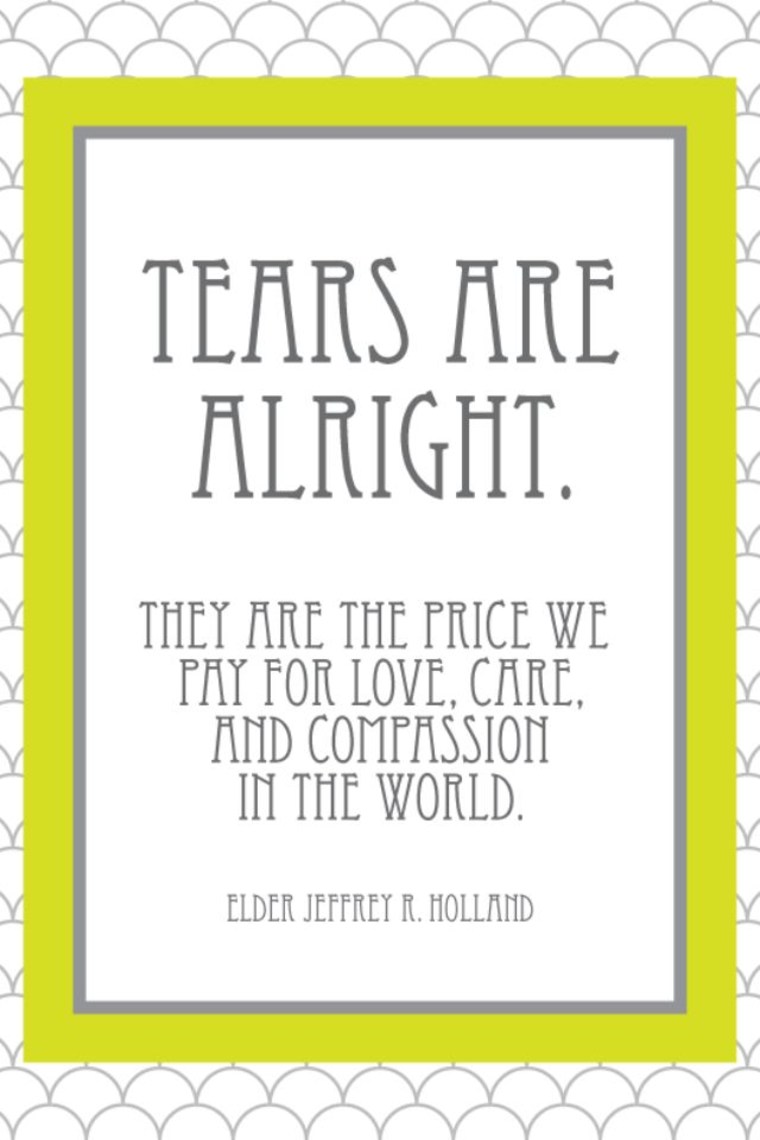 TEARS ARE
ALRIGHT.
THEY ARE THE PRICE WE
PAY FOR LOVE, CARE,
AND COMPASSION
IN THE WORLD.
ELDER JEFFREY R. HOLLAND